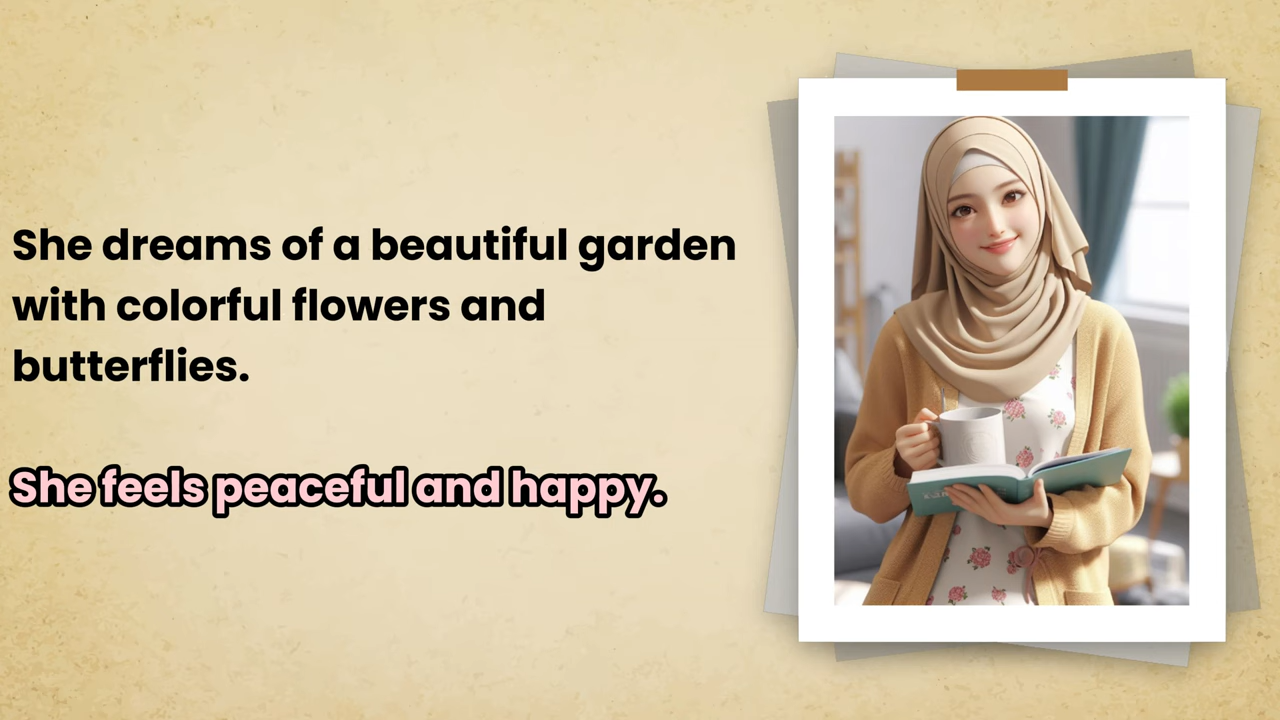 She dreams of a beautiful garden
with colorful flowers and
butterflies.
She feels peaceful and happy.